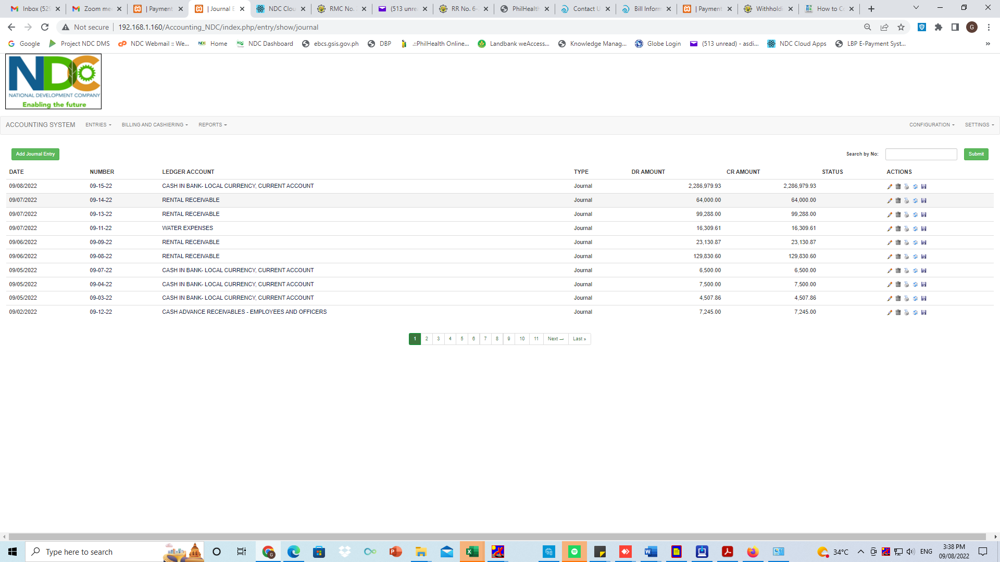 Inbox (529
Zoom me
| Payment
| Journal E
NDC Clou
RMC No.
(513 unre
RR No. 6-
PhilHealth
Contact U
Bill Inform
| Payment
Withholdi
How to Co
Not secure
192.168.1.160/Accounting_NDC/index.php/entry/show/journal
G
Google
Project NDC DMS
NDC Webmail :: We...
Home
NDC Dashboard
ebcs.gsis.gov.ph
DBP
.::PhilHealth Online...
Landbank weAccess...
Knowledge Manag...
Globe Login
(513 unread) - asdi...
NDC Cloud Apps
LBP E-Payment Syst...
»
NDC
NATIONAL DEVELOPMENT COMPANY
Enabling the future
ACCOUNTING SYSTEM ENTRIES BILLING AND CASHIERING REPORTS CONFIGURATION SETTINGS
Add Journal Entry Search by No: Submit
DATE NUMBER LEDGER ACCOUNT TYPE DR AMOUNT CR AMOUNT STATUS ACTIONS
09/08/2022 09-15-22 CASH IN BANK- LOCAL CURRENCY, CURRENT ACCOUNT Journal 2,286,979.93 2,286,979.93
09/07/2022 09-14-22 RENTAL RECEIVABLE Journal 64,000.00 64,000.00
09/07/2022 09-13-22 RENTAL RECEIVABLE Journal 99,288.00 99,288.00
09/07/2022 09-11-22 WATER EXPENSES Journal 16,309.61 16,309.61
09/06/2022 09-09-22 RENTAL RECEIVABLE Journal 23,130.87 23,130.87
09/06/2022 09-08-22 RENTAL RECEIVABLE Journal 129,830.60 129,830.60
09/05/2022 09-07-22 CASH IN BANK- LOCAL CURRENCY, CURRENT ACCOUNT Journal 6,500.00 6,500.00
09/05/2022 09-04-22 CASH IN BANK- LOCAL CURRENCY, CURRENT ACCOUNT Journal 7,500.00 7,500.00
09/05/2022 09-03-22 CASH IN BANK- LOCAL CURRENCY, CURRENT ACCOUNT Journal 4,507.86 4,507.86
09/02/2022 09-12-22 CASH ADVANCE RECEIVABLES - EMPLOYEES AND OFFICERS Journal 7,245.00 7,245.00
1 2 3 4 5 6 7 8 9 10 11 Next → Last »
Type here to search
34°C
ENG
3:38 PM
09/08/2022